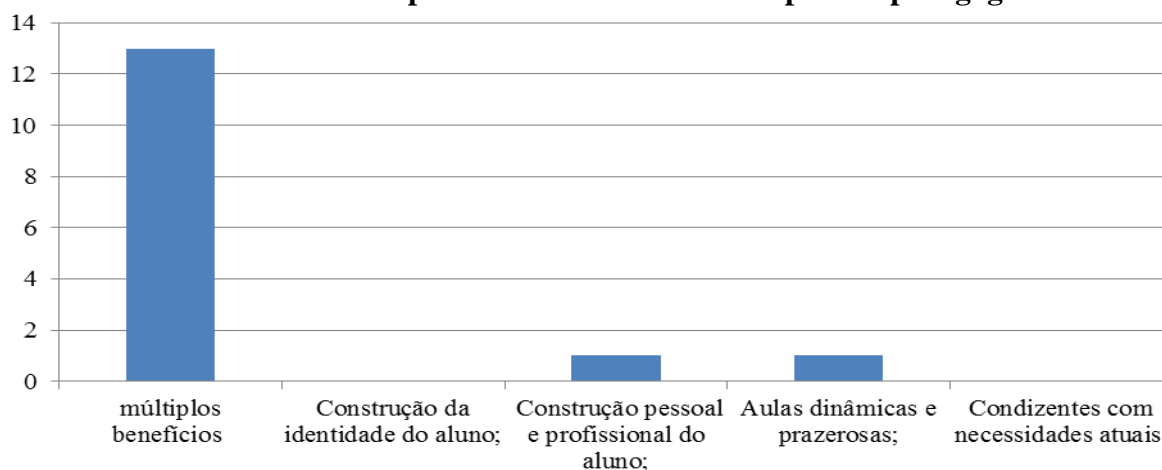 14
12
10
8
6
4
2
0
múltiplos
benefícios
Construção da
identidade do aluno;
Construção pessoal
e profissional do
aluno;
Aulas dinâmicas e
prazerosas;
Condizentes com
necessidades atuais